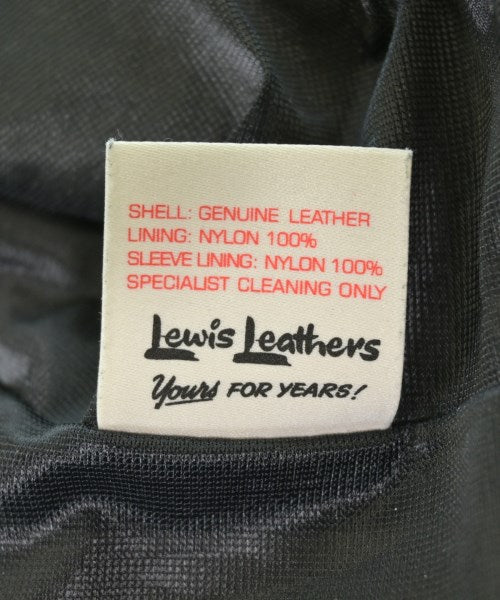 SHELL: GENUINE LEATHER
LINING: NYLON 100%
SLEEVE LINING: NYLON 100%
SPECIALIST CLEANING ONLY
Lewis Leathers
Yours FOR YEARS!